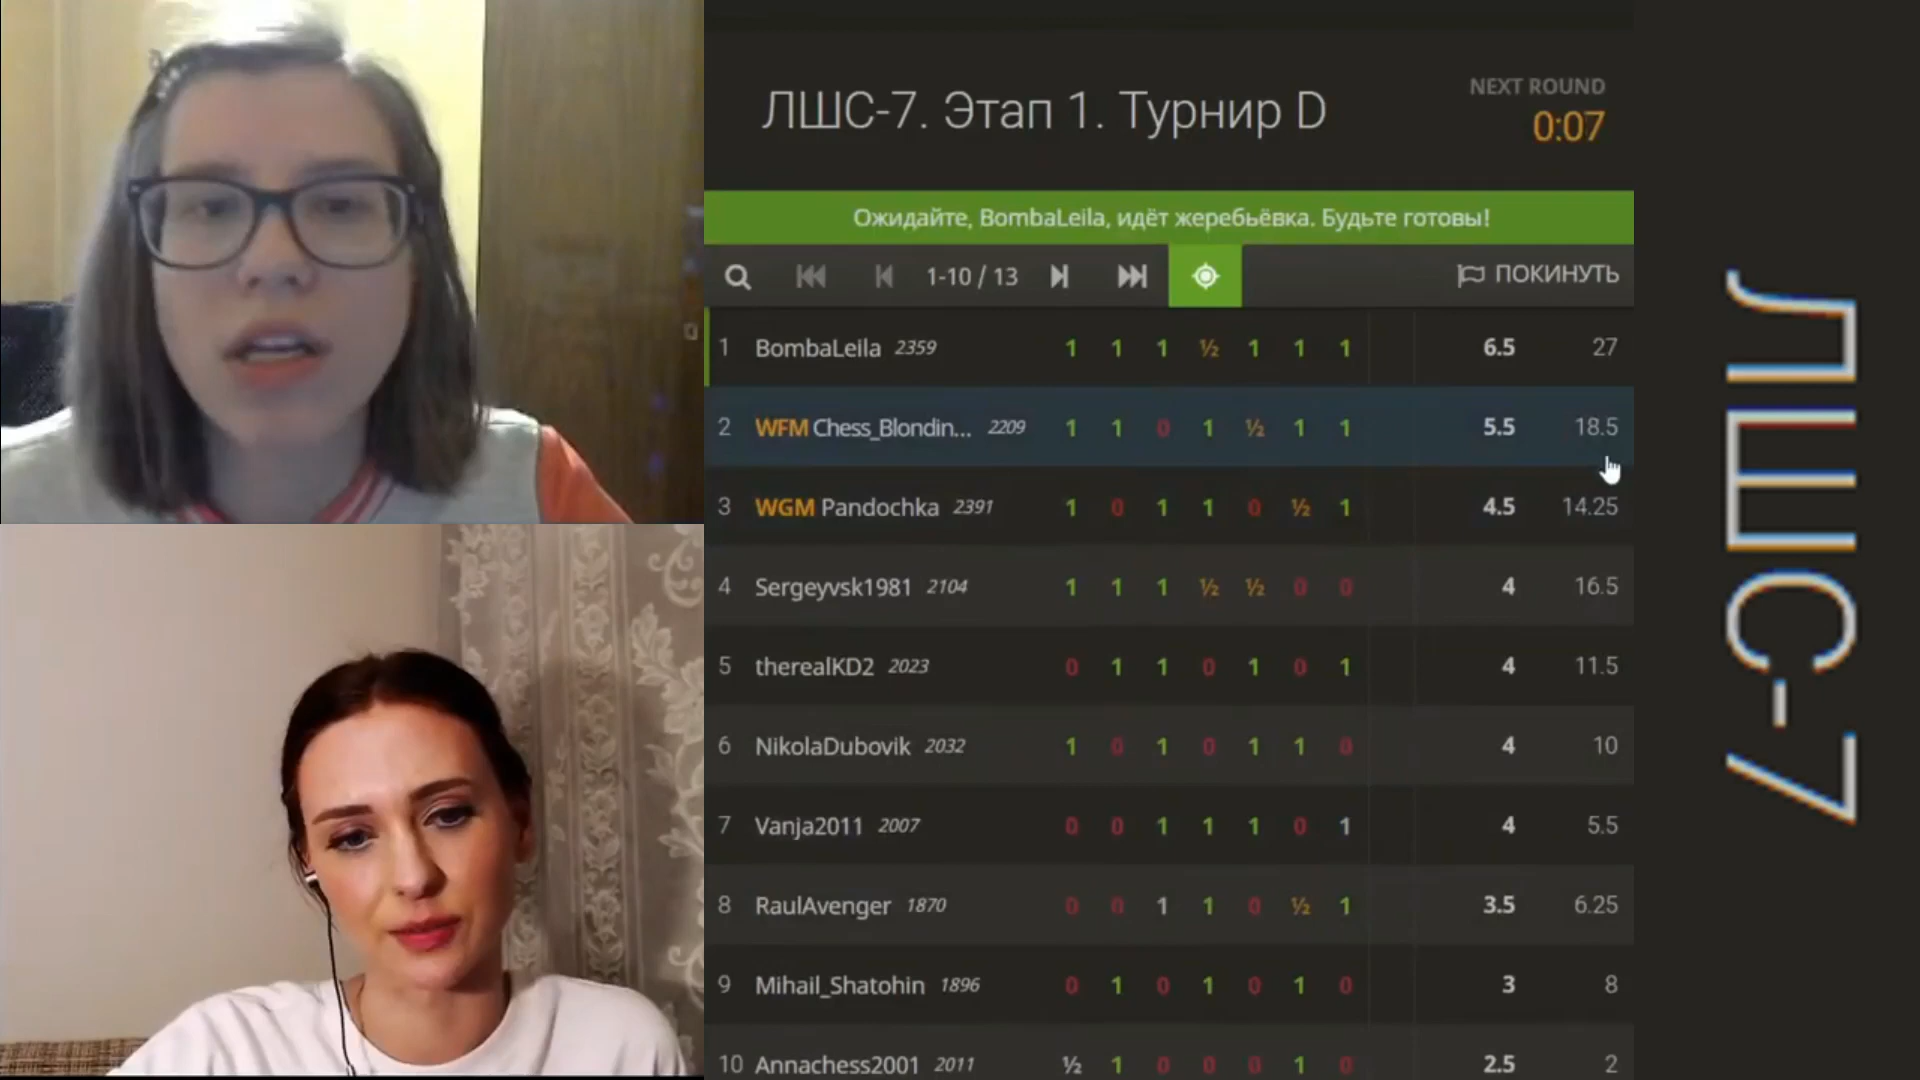 ЛШС-7. Этап 1. Турнир D
NEXT ROUND
0:07
Ожидайте, BombaLeila, идёт жеребьёвка. Будьте готовы!
1-10 / 13
ПОКИНУТЬ
1 BombaLeila 2359 1 1 1 ½ 1 1 1 6.5 27
2 WFM Chess_Blondin... 2209 1 1 0 1 ½ 1 1 5.5 18.5
3 WGM Pandochka 2391 1 0 1 1 0 ½ 1 4.5 14.25
4 Sergeyvsk1981 2104 1 1 1 ½ ½ 0 0 4 16.5
5 therealKD2 2023 0 1 1 0 1 0 1 4 11.5
6 NikolaDubovik 2032 1 0 1 0 1 1 0 4 10
7 Vanja2011 2007 0 0 1 1 1 0 1 4 5.5
8 RaulAvenger 1870 0 0 1 1 0 ½ 1 3.5 6.25
9 Mihail_Shatohin 1896 0 1 0 1 0 1 0 3 8
10 Annachess2001 2011 ½ 1 0 0 0 1 0 2.5 2
ЛШС-7